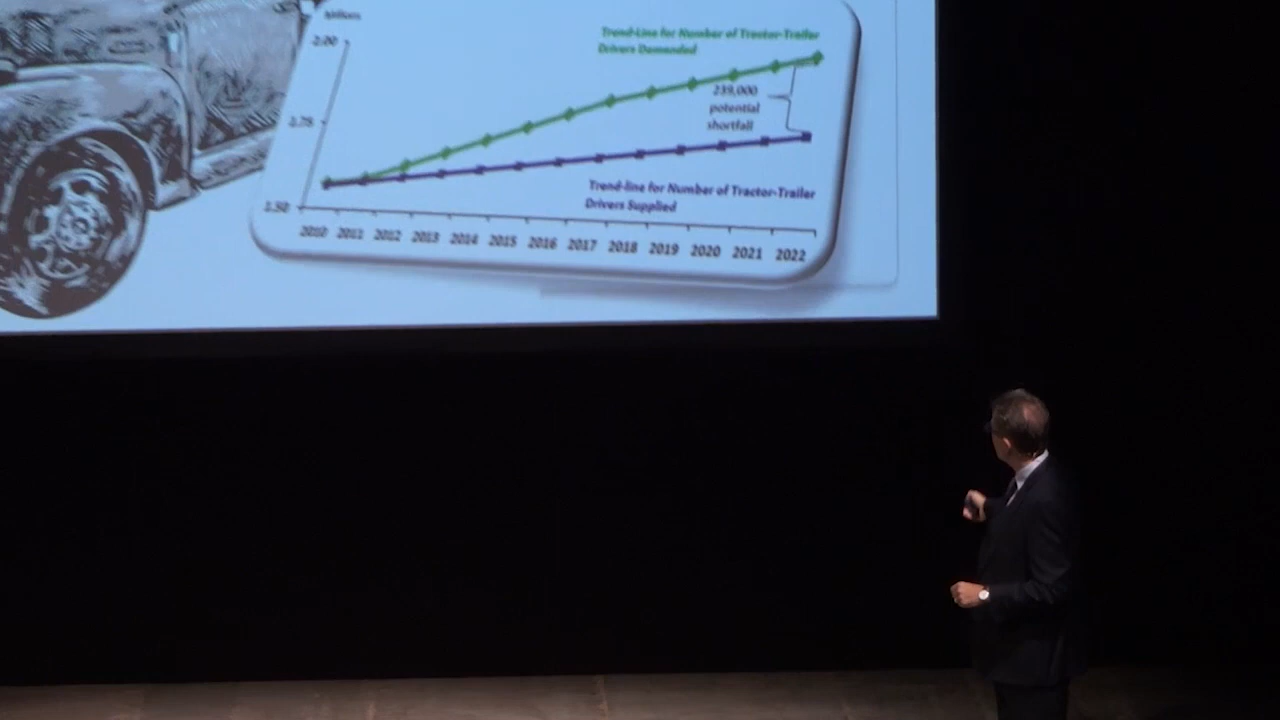 Millions
2.00
Trend-Line for Number of Tractor-Trailer
Drivers Demanded
239,000
potential
shortfall
1.75
Trend-line for Number of Tractor-Trailer
Drivers Supplied
1.50
2010 2011 2012 2013 2014 2015 2016 2017 2018 2019 2020 2021 2022